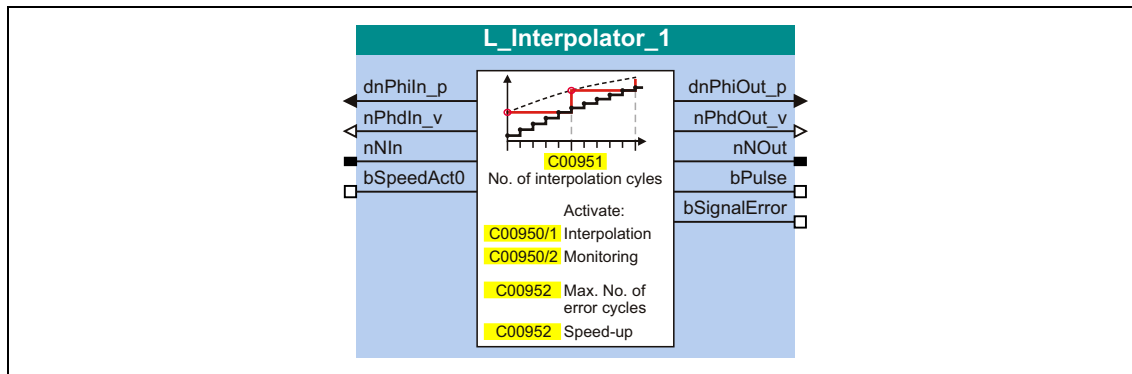 L_Interpolator_1
dnPhiIn_p
nPhdIn_v
nNIn
bSpeedAct0
C00951
No. of interpolation cyles
Activate:
C00950/1 Interpolation
C00950/2 Monitoring
C00952 Max. No. of
error cycles
C00952 Speed-up
dnPhiOut_p
nPhdOut_v
nNOut
bPulse
bSignalError